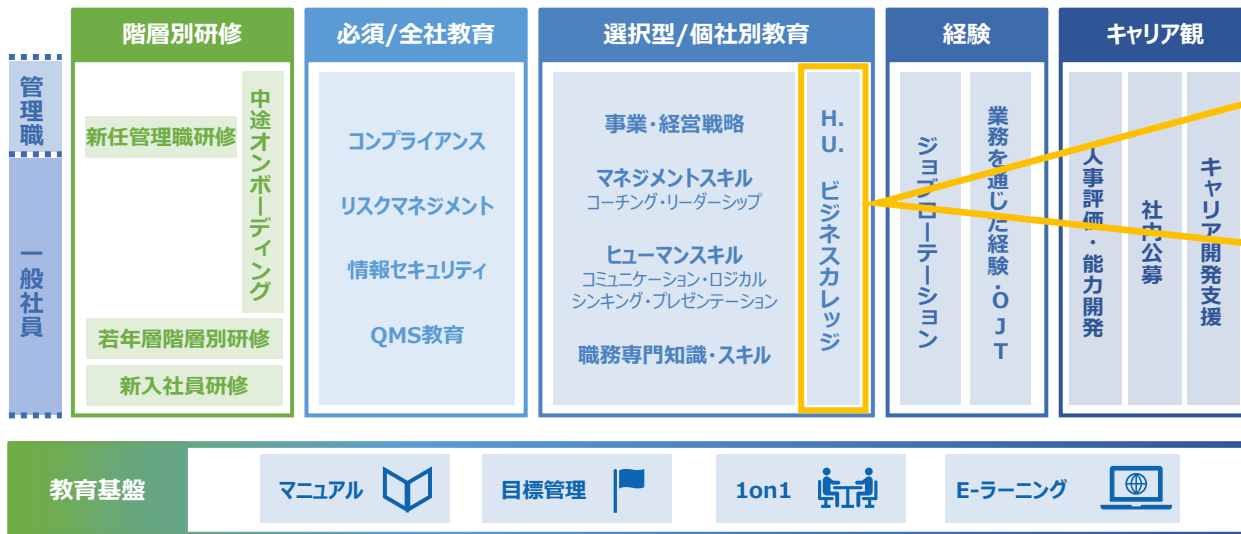 階層別研修
必須/全社教育
選択型/個社別教育
経験
キャリア観
管理職
一般社員
新任管理職研修
中途オンボーディング
若年層階層別研修
新入社員研修
コンプライアンス
リスクマネジメント
情報セキュリティ
QMS教育
事業・経営戦略
マネジメントスキル
コーチング・リーダーシップ
ヒューマンスキル
コミュニケーション・ロジカル
シンキング・プレゼンテーション
職務専門知識・スキル
H.U. ビジネスカレッジ
ジョブローテーション
業務を通じた経験・OJT
人事評価・能力開発
社内公募
キャリア開発支援
教育基盤
マニュアル
目標管理
1on1
E-ラーニング